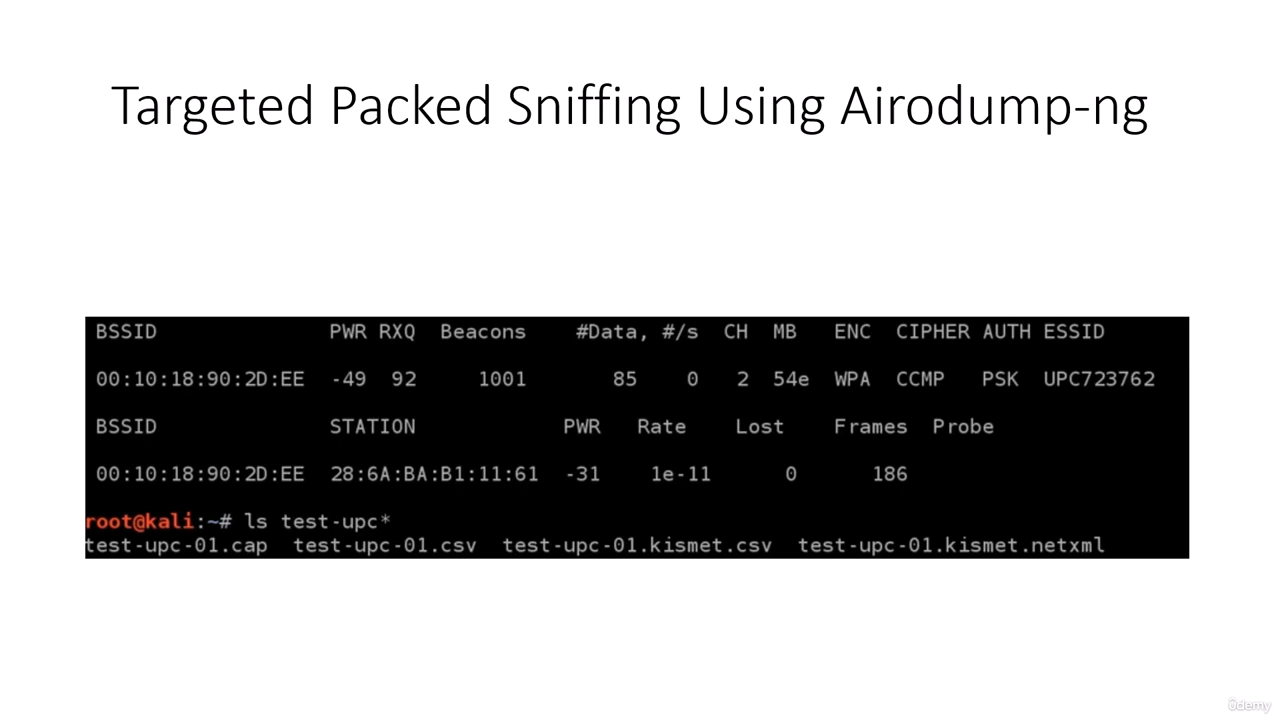 Targeted Packed Sniffing Using Airodump-ng
BSSID PWR RXQ Beacons #Data, #/s CH MB ENC CIPHER AUTH ESSID
00:10:18:90:2D:EE -49 92 1001 85 0 2 54e WPA CCMP PSK UPC723762
BSSID STATION PWR Rate Lost Frames Probe
00:10:18:90:2D:EE 28:6A:BA:B1:11:61 -31 1e-11 0 186
root@kali:~# ls test-upc*
test-upc-01.cap test-upc-01.csv test-upc-01.kismet.csv test-upc-01.kismet.netxml
ûdemy